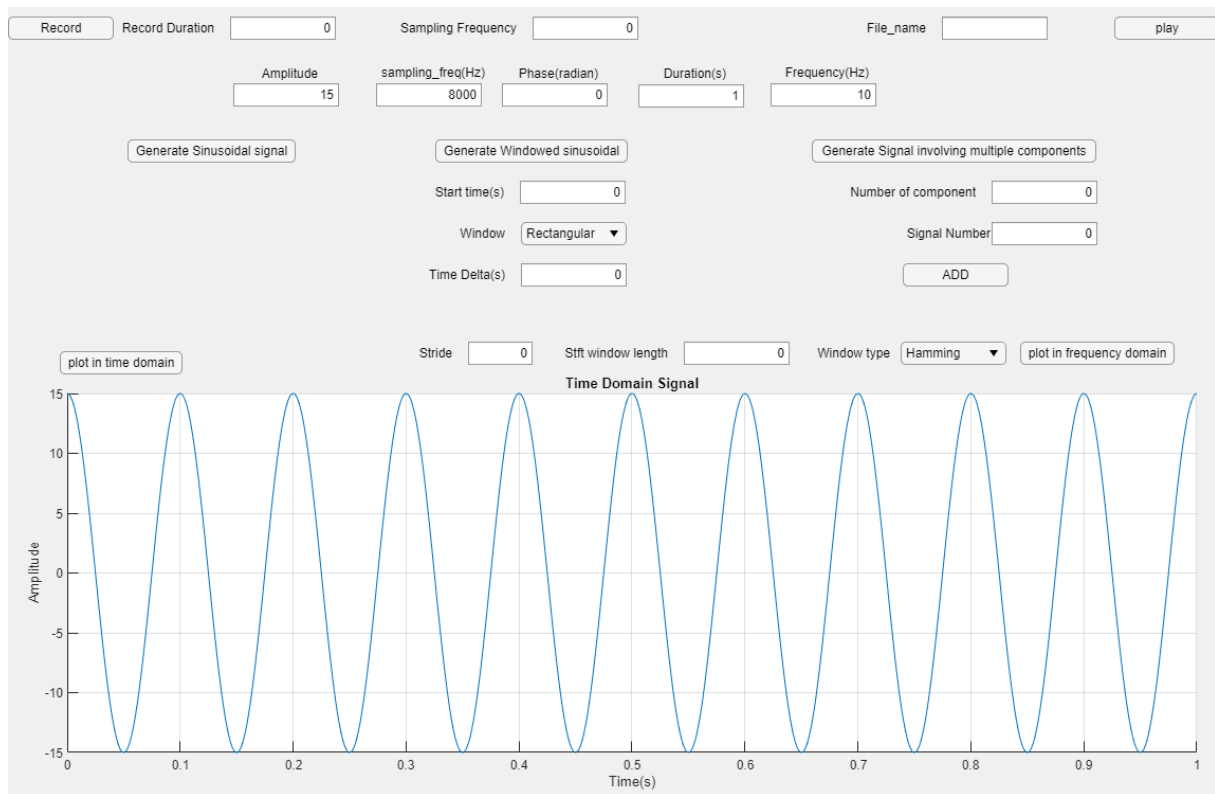 Record Record Duration 0 Sampling Frequency 0 File_name play
Amplitude sampling_freq(Hz) Phase(radian) Duration(s) Frequency(Hz)
15 8000 0 1 10
Generate Sinusoidal signal Generate Windowed sinusoidal Generate Signal involving multiple components
Start time(s) 0 Number of component 0
Window Rectangular Signal Number 0
Time Delta(s) 0 ADD
plot in time domain Stride 0 Stft window length 0 Window type Hamming plot in frequency domain
Time Domain Signal
15
10
5
0
-5
-10
-15
Amplitude
0 0.1 0.2 0.3 0.4 0.5 0.6 0.7 0.8 0.9 1
Time(s)